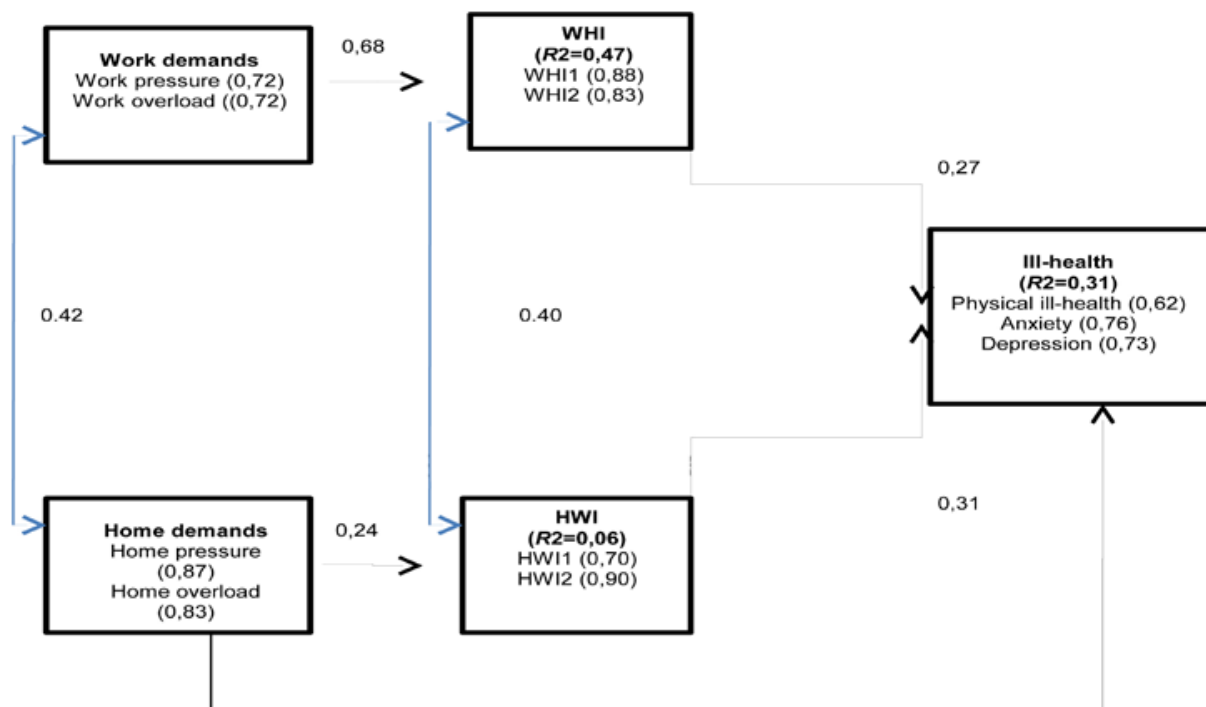 Work demands
Work pressure (0,72)
Work overload ((0,72)
0,68
WHI
(R2=0,47)
WHI1 (0,88)
WHI2 (0,83)
0,27
0.42
0.40
Ill-health
(R2=0,31)
Physical ill-health (0,62)
Anxiety (0,76)
Depression (0,73)
Home demands
Home pressure
(0,87)
Home overload
(0,83)
0,24
HWI
(R2=0,06)
HWI1 (0,70)
HWI2 (0,90)
0,31